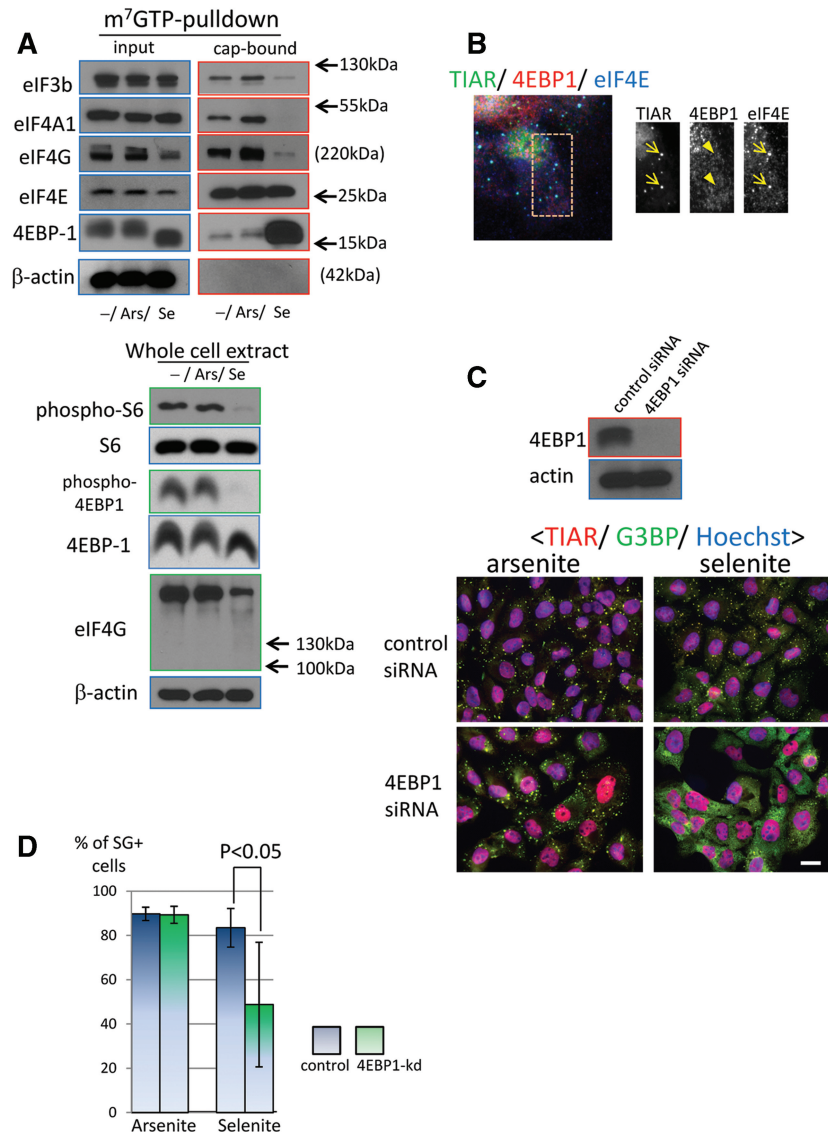 A
m⁷GTP-pulldown
input cap-bound
eIF3b
130kDa
eIF4A1
55kDa
eIF4G
(220kDa)
eIF4E
25kDa
4EBP-1
15kDa
β-actin
(42kDa)
–/ Ars/ Se –/ Ars/ Se
Whole cell extract
– / Ars/ Se
phospho-S6
S6
phospho-
4EBP1
4EBP-1
eIF4G
130kDa
100kDa
β-actin
B
TIAR/ 4EBP1/ eIF4E
TIAR 4EBP1 eIF4E
C
control siRNA
4EBP1 siRNA
4EBP1
actin
<TIAR/ G3BP/ Hoechst>
arsenite selenite
control
siRNA
4EBP1
siRNA
D
% of SG+
cells
P<0.05
100
80
60
40
20
0
Arsenite Selenite
control 4EBP1-kd